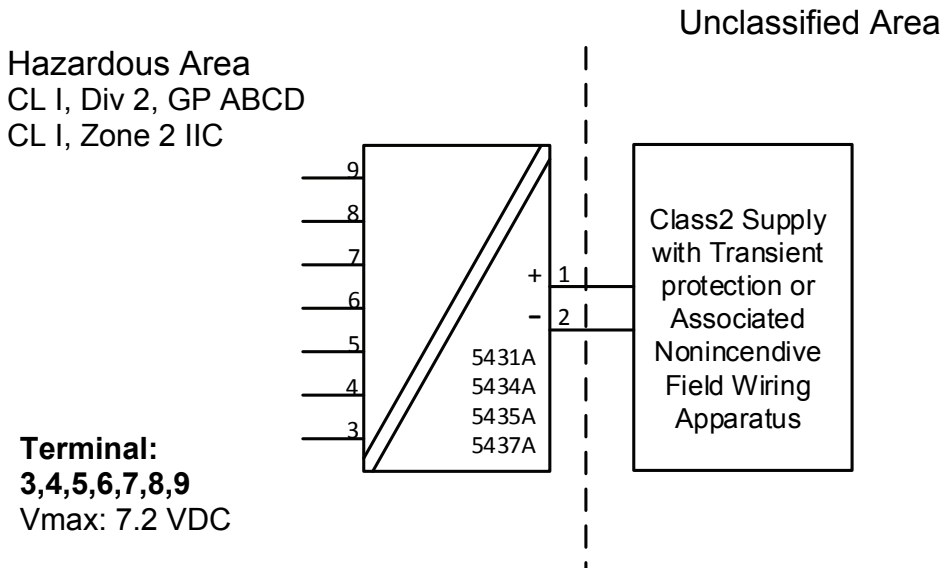 Unclassified Area
Hazardous Area
CL I, Div 2, GP ABCD
CL I, Zone 2 IIC
9
8
7
6
5
4
3
+ 1
- 2
5431A
5434A
5435A
5437A
Class2 Supply
with Transient
protection or
Associated
Nonincendive
Field Wiring
Apparatus
Terminal:
3,4,5,6,7,8,9
Vmax: 7.2 VDC